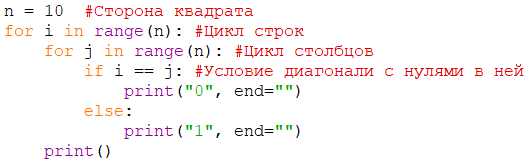 n = 10  #Сторона квадрата
for i in range(n): #Цикл строк
    for j in range(n): #Цикл столбцов
        if i == j: #Условие диагонали с нулями в ней
            print("0", end="")
        else:
            print("1", end="")
    print()